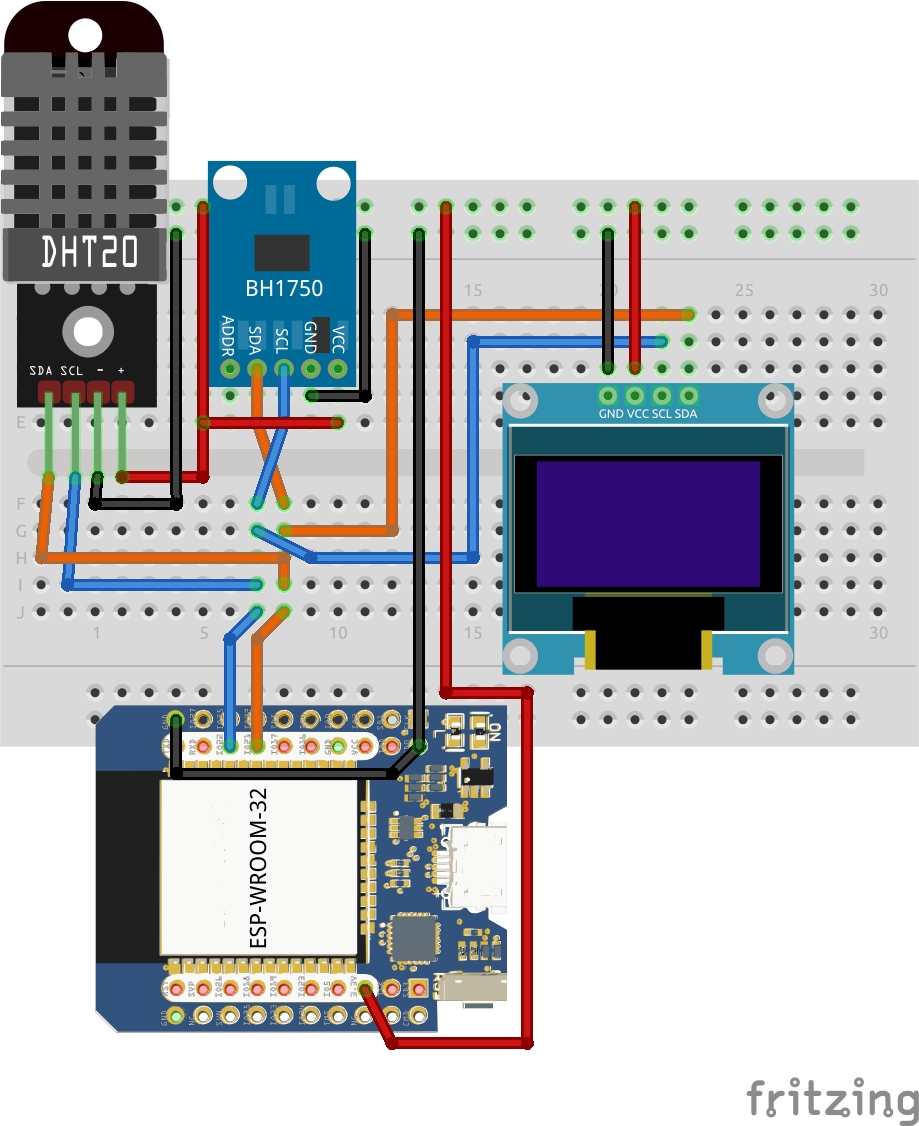 DHT20
SDA SCL - +
BH1750
ADDR SDA SCL GND VCC
15 20 25 30
GND VCC SCL SDA
E
F
G
H
I
J
1 5 10 15 30
ESP-WROOM-32
fritzing